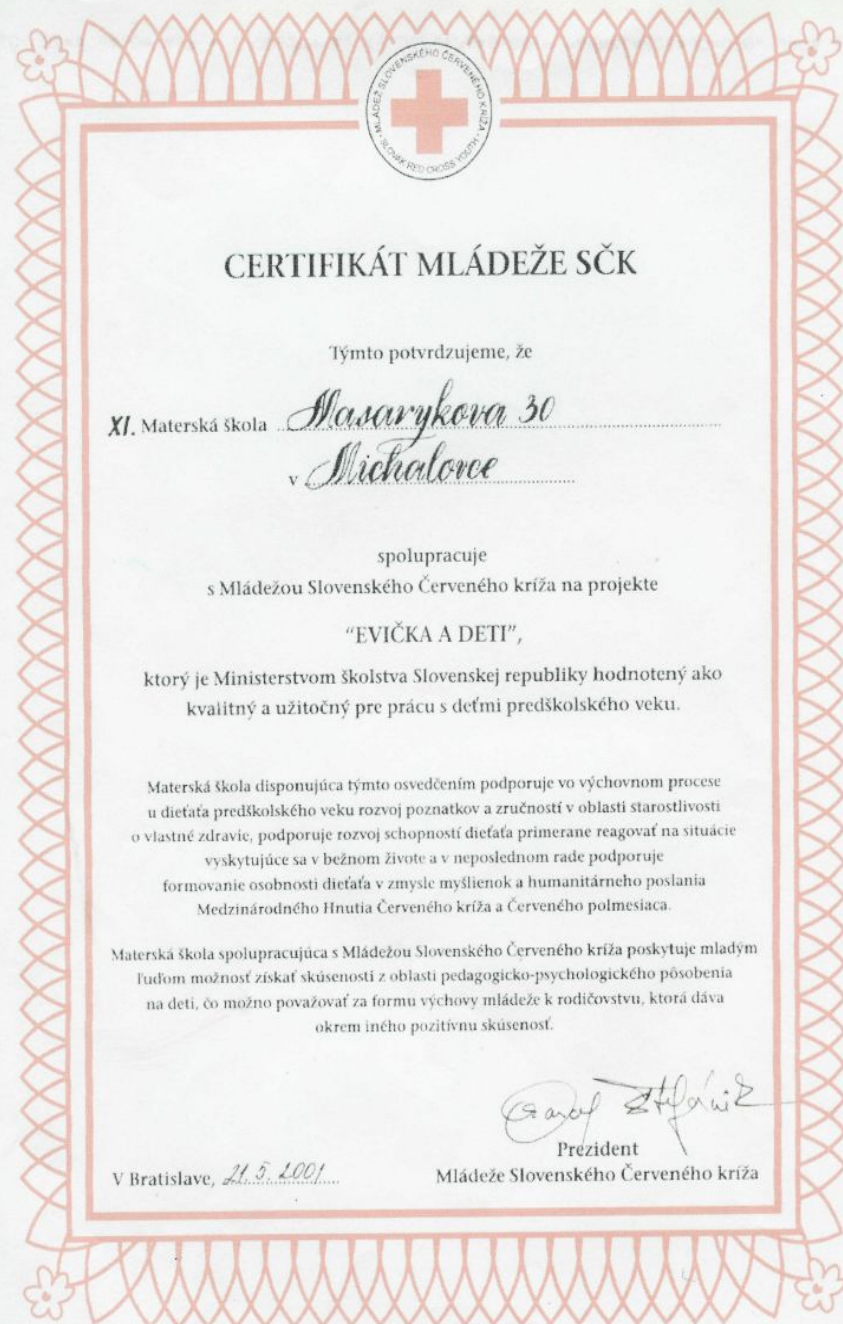 MLÁDEŽ SLOVENSKÉHO ČERVENÉHO KRÍŽA
SLOVAK RED CROSS YOUTH
CERTIFIKÁT MLÁDEŽE SČK
Týmto potvrdzujeme, že
XI. Materská škola Masarykova 30
v Michalovce
spolupracuje
s Mládežou Slovenského Červeného kríža na projekte
“EVIČKA A DETI”,
ktorý je Ministerstvom školstva Slovenskej republiky hodnotený ako
kvalitný a užitočný pre prácu s deťmi predškolského veku.
Materská škola disponujúca týmto osvedčením podporuje vo výchovnom procese
u dieťaťa predškolského veku rozvoj poznatkov a zručností v oblasti starostlivosti
o vlastné zdravie, podporuje rozvoj schopností dieťaťa primerane reagovať na situácie
vyskytujúce sa v bežnom živote a v neposlednom rade podporuje
formovanie osobnosti dieťaťa v zmysle myšlienok a humanitárneho poslania
Medzinárodného Hnutia Červeného kríža a Červeného polmesiaca.
Materská škola spolupracujúca s Mládežou Slovenského Červeného kríža poskytuje mladým
ľuďom možnosť získať skúsenosti z oblasti pedagogicko-psychologického pôsobenia
na deti, čo možno považovať za formu výchovy mládeže k rodičovstvu, ktorá dáva
okrem iného pozitívnu skúsenosť.
Štefánik
Prezident
V Bratislave, 21. 5. 2001 Mládeže Slovenského Červeného kríža